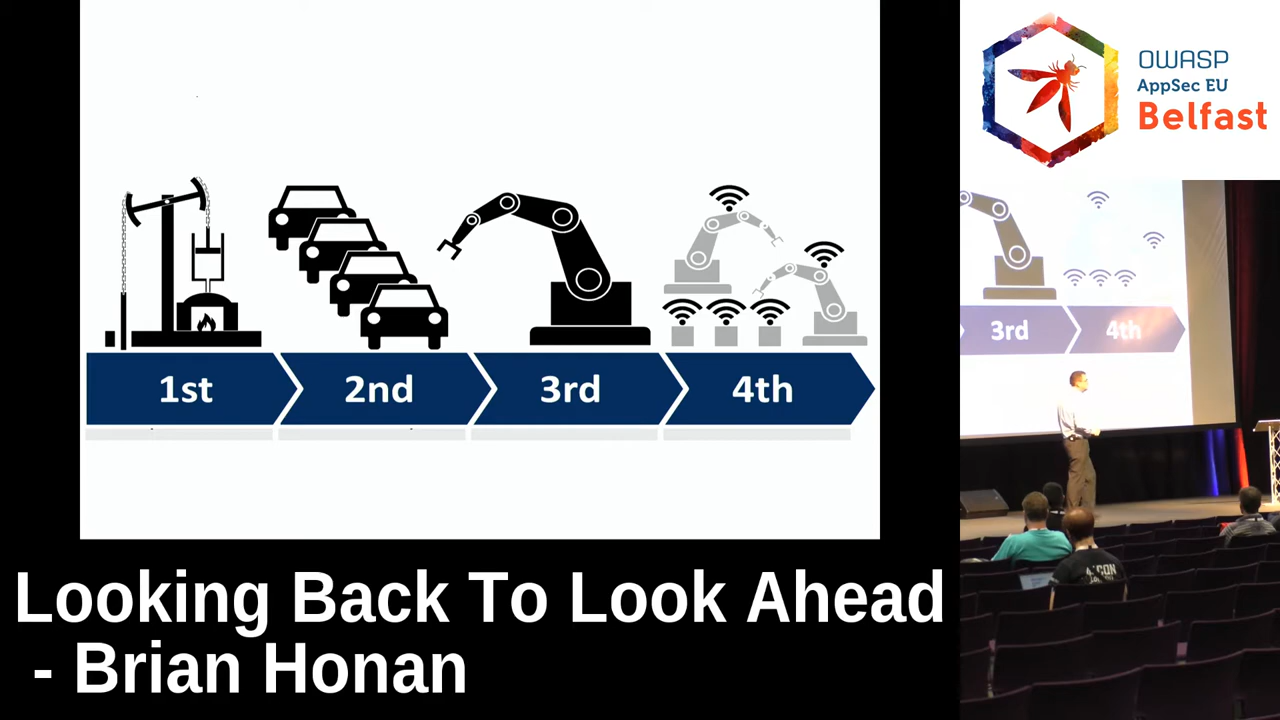 1st
2nd
3rd
4th
OWASP
AppSec EU
Belfast
3rd
4th
Looking Back To Look Ahead
- Brian Honan